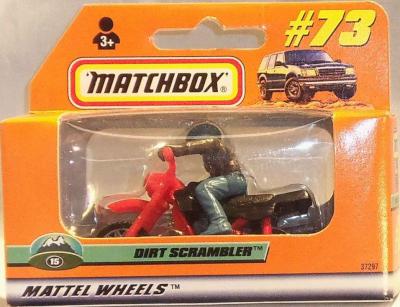 #73
3+
MATCHBOX®
DIRT SCRAMBLER™
15
37297
MATTEL WHEELS™